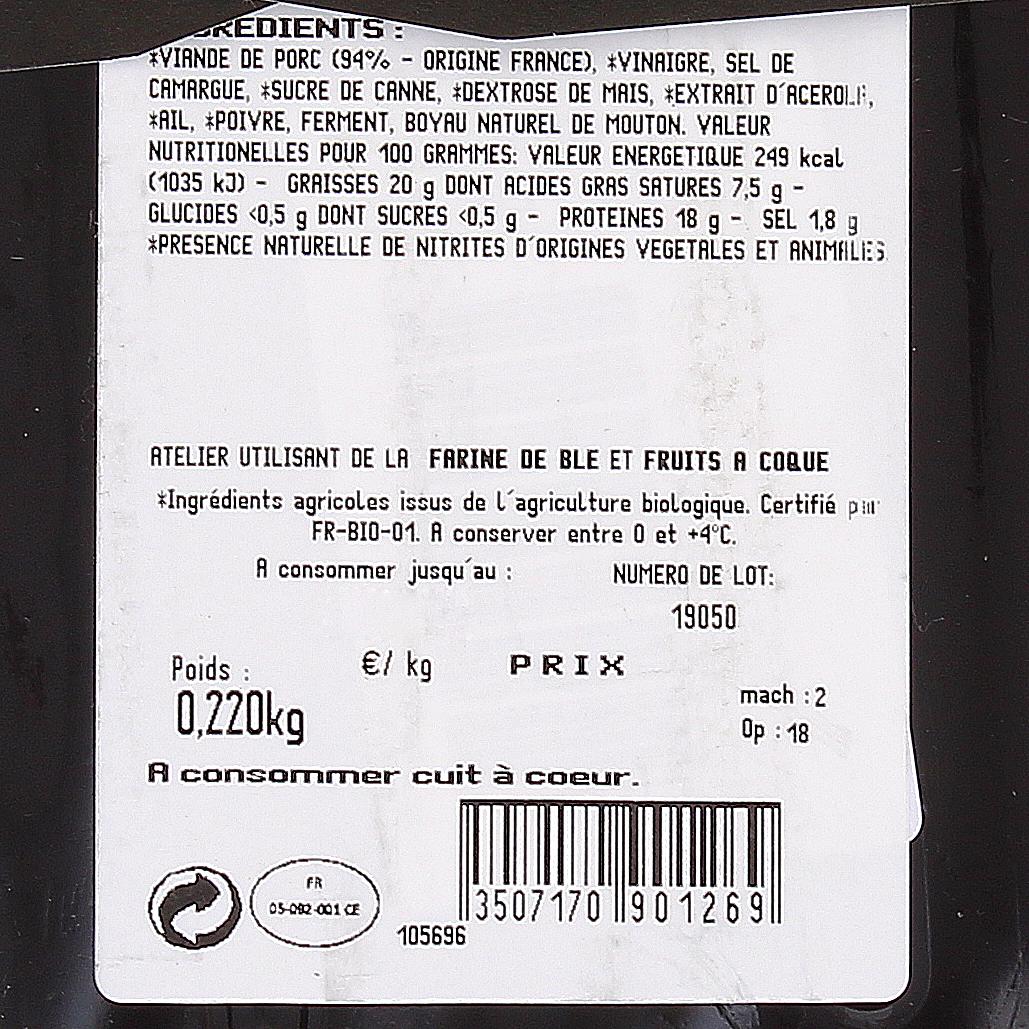 INGREDIENTS :
*VIANDE DE PORC (94% - ORIGINE FRANCE), *VINAIGRE, SEL DE
CAMARGUE, *SUCRE DE CANNE, *DEXTROSE DE MAIS, *EXTRAIT D´ACEROLE,
*AIL, *POIVRE, FERMENT, BOYAU NATUREL DE MOUTON. VALEUR
NUTRITIONELLES POUR 100 GRAMMES: VALEUR ENERGETIQUE 249 kcal
(1035 kJ) - GRAISSES 20 g DONT ACIDES GRAS SATURES 7,5 g -
GLUCIDES <0,5 g DONT SUCRES <0,5 g - PROTEINES 18 g - SEL 1,8 g
*PRESENCE NATURELLE DE NITRITES D´ORIGINES VEGETALES ET ANIMALES
ATELIER UTILISANT DE LA FARINE DE BLE ET FRUITS A COQUE
*Ingrédients agricoles issus de l´agriculture biologique. Certifié par
FR-BIO-01. A conserver entre 0 et +4°C.
A consommer jusqu´au : NUMERO DE LOT:
19050
Poids : €/ kg PRIX
0,220kg
mach : 2
Op : 18
A consommer cuit à coeur.
FR
05-092-001 CE
3507170 901269
105696